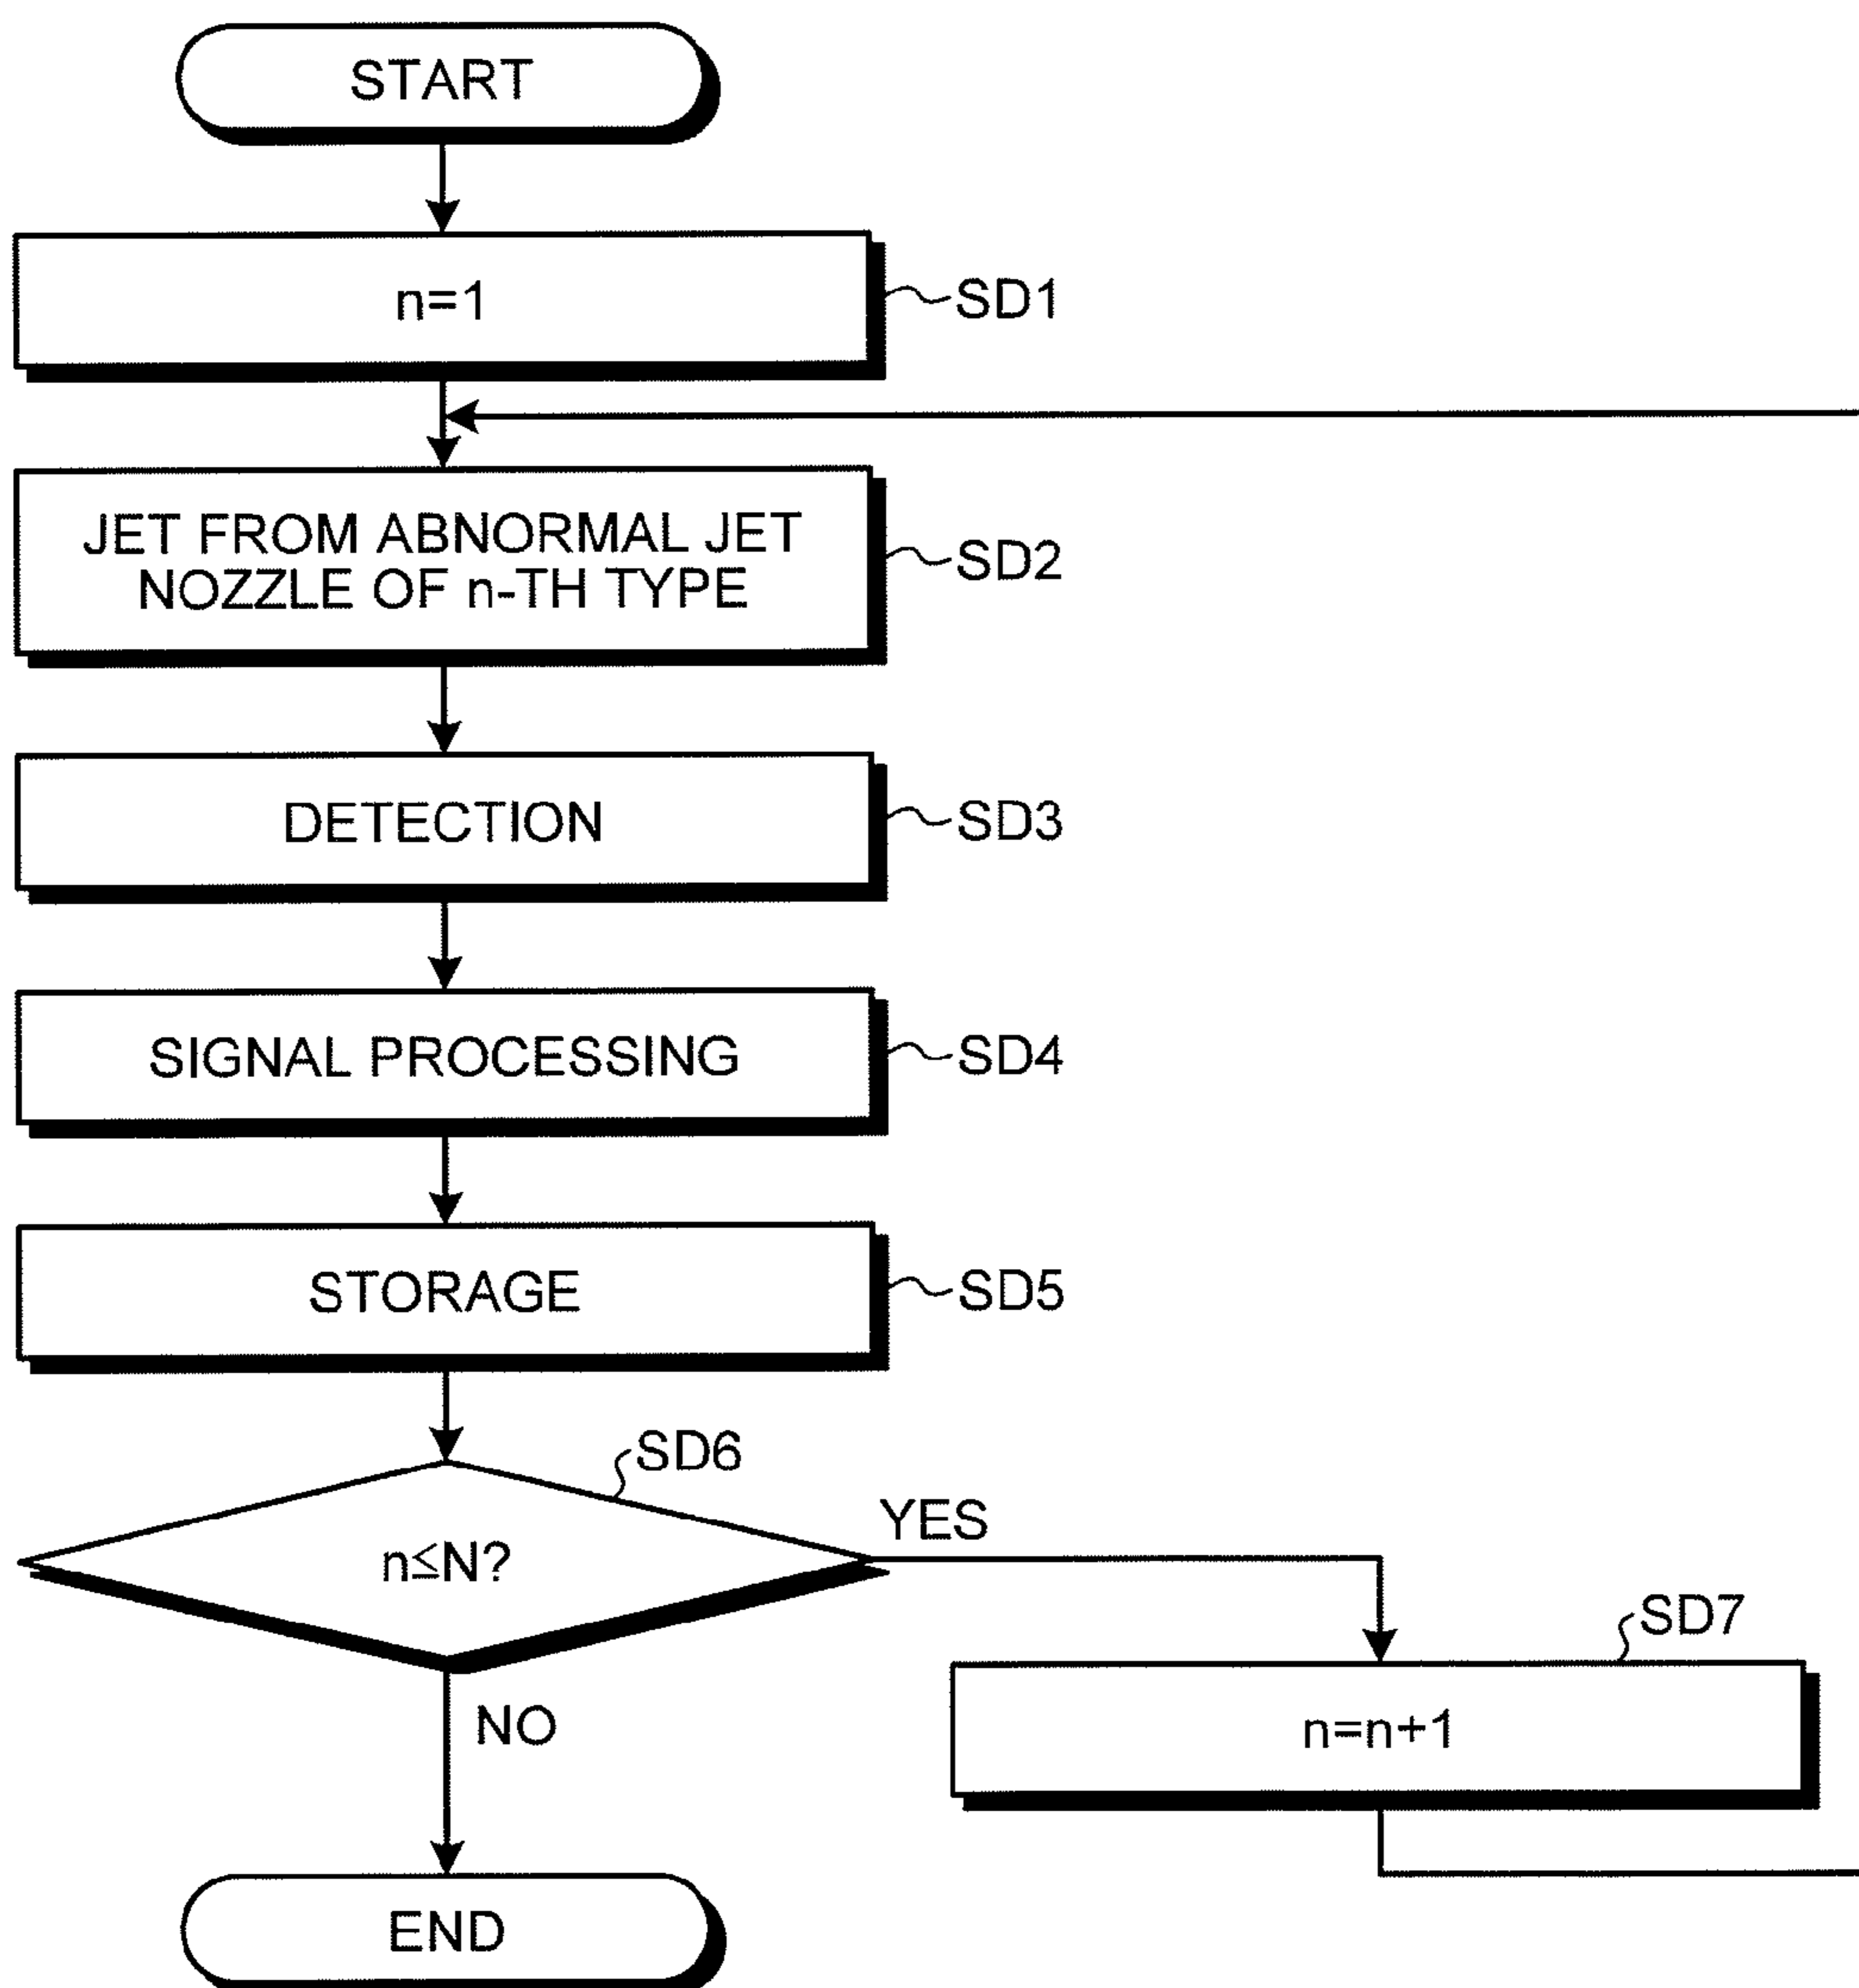 START
n=1
SD1
JET FROM ABNORMAL JET
NOZZLE OF n-TH TYPE
SD2
DETECTION
SD3
SIGNAL PROCESSING
SD4
STORAGE
SD5
SD6
n≤N?
YES
SD7
n=n+1
NO
END